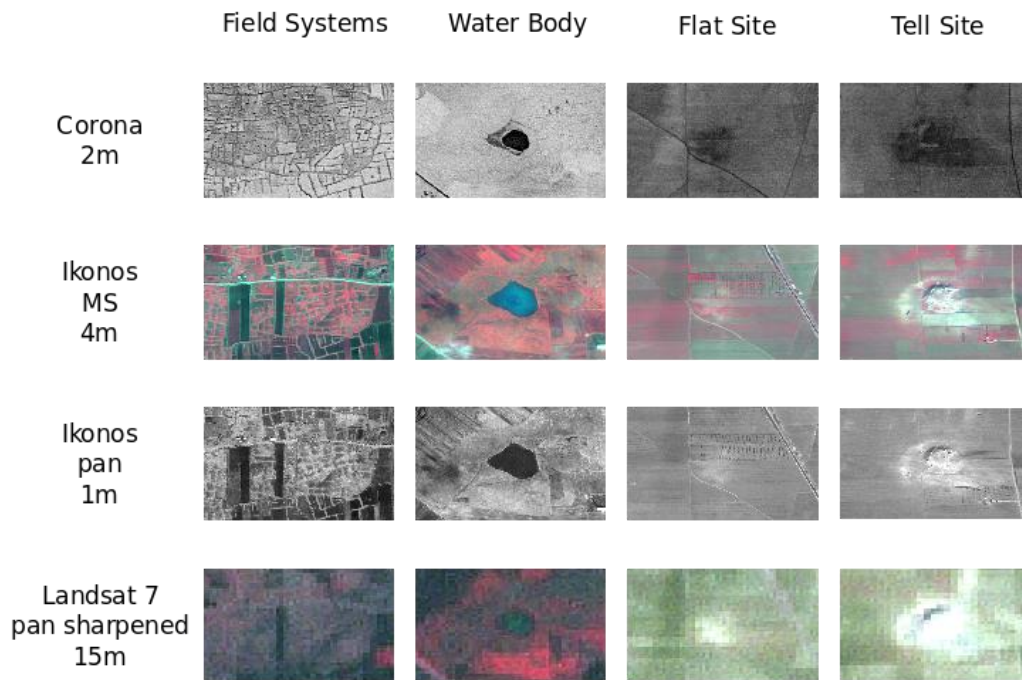 Field Systems
Water Body
Flat Site
Tell Site
Corona
2m
Ikonos
MS
4m
Ikonos
pan
1m
Landsat 7
pan sharpened
15m